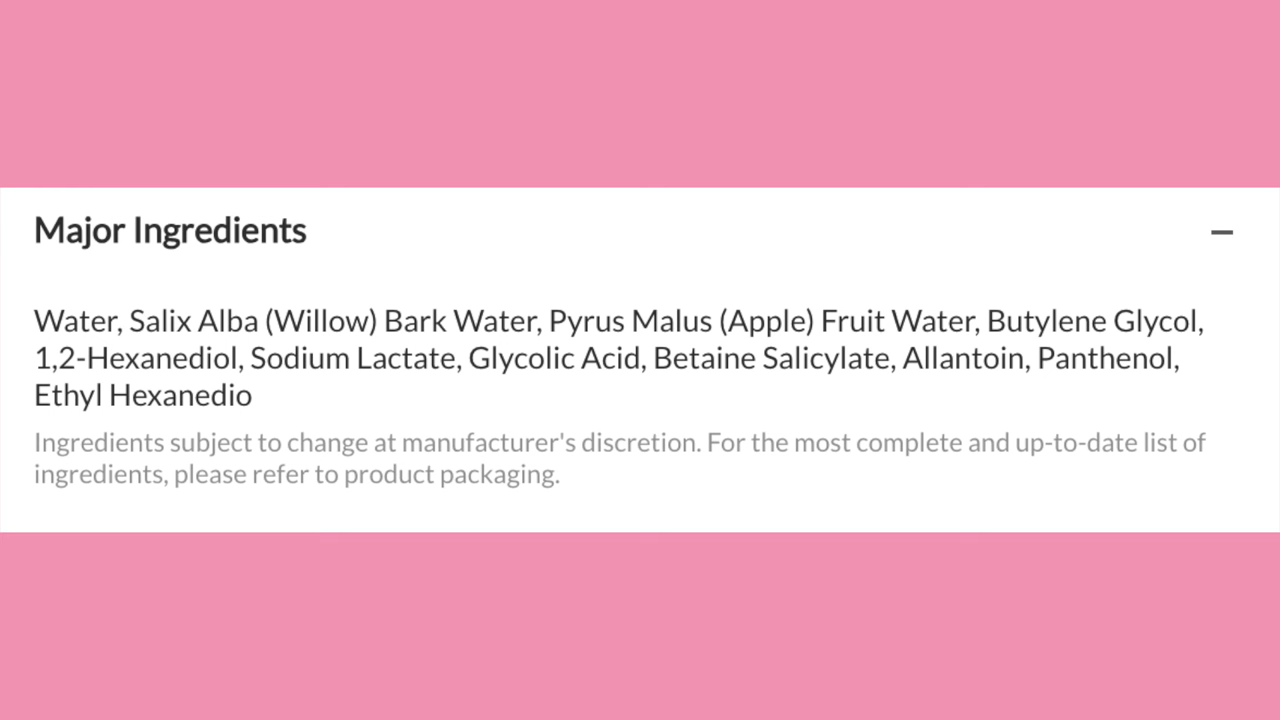 Major Ingredients
Water, Salix Alba (Willow) Bark Water, Pyrus Malus (Apple) Fruit Water, Butylene Glycol,
1,2-Hexanediol, Sodium Lactate, Glycolic Acid, Betaine Salicylate, Allantoin, Panthenol,
Ethyl Hexanedio
Ingredients subject to change at manufacturer's discretion. For the most complete and up-to-date list of
ingredients, please refer to product packaging.